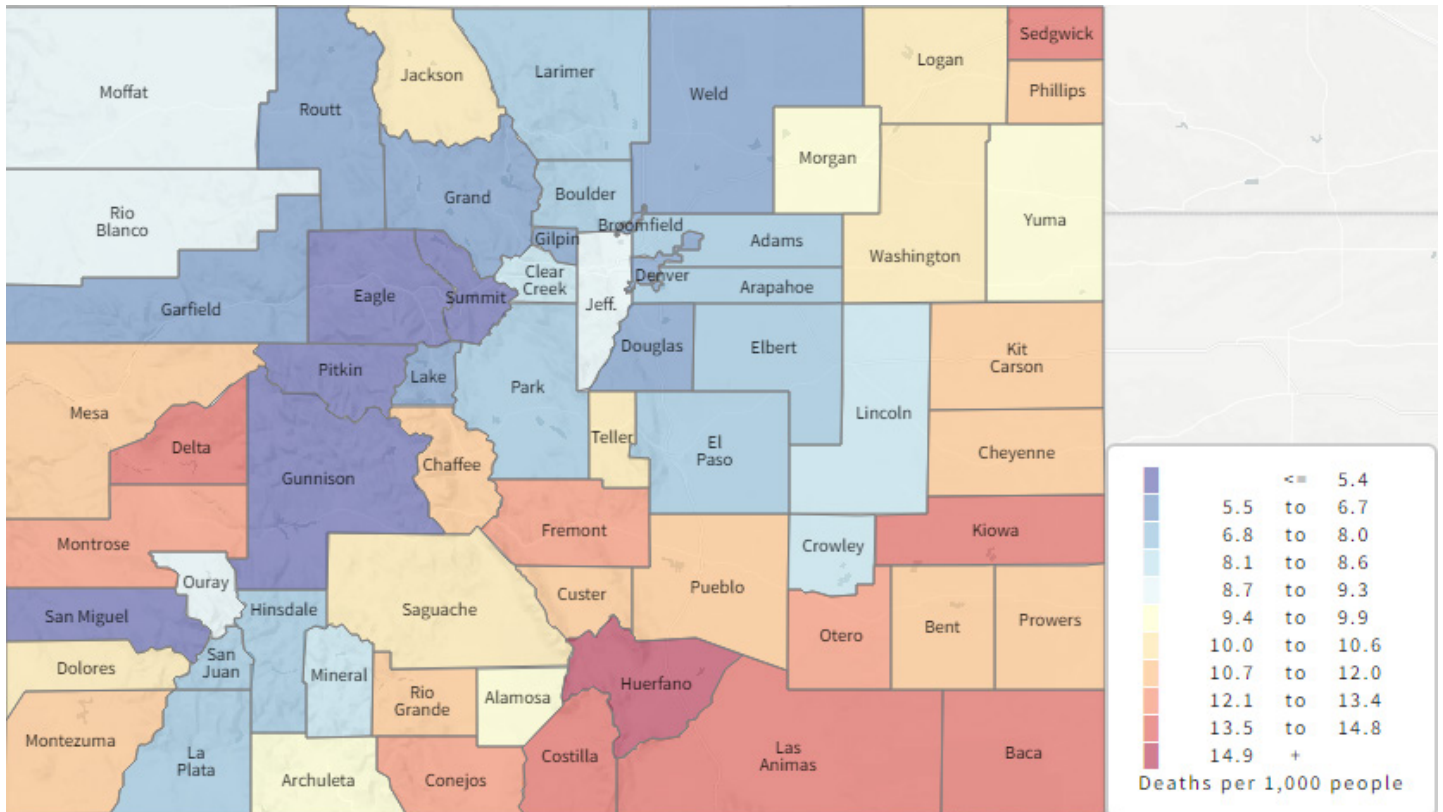 Sedgwick
Logan
Jackson
Larimer
Moffat
Phillips
Weld
Routt
Morgan
Boulder
Grand
Rio
Blanco
Yuma
Broomfield
Gilpin
Adams
Washington
Clear
Creek
Denver
Arapahoe
Eagle
Summit
Jeff.
Garfield
Douglas
Elbert
Kit
Carson
Pitkin
Lake
Park
Mesa
Lincoln
Teller
Delta
El
Paso
Cheyenne
Chaffee
Gunnison
Fremont
Kiowa
Montrose
Crowley
Ouray
Pueblo
Custer
Hinsdale
Saguache
San Miguel
Prowers
Bent
Otero
San
Juan
Dolores
Mineral
Huerfano
Rio
Grande
Alamosa
Montezuma
La
Plata
Costilla
Las
Animas
Baca
Archuleta
Conejos
<= 5.4
5.5 to 6.7
6.8 to 8.0
8.1 to 8.6
8.7 to 9.3
9.4 to 9.9
10.0 to 10.6
10.7 to 12.0
12.1 to 13.4
13.5 to 14.8
14.9 +
Deaths per 1,000 people